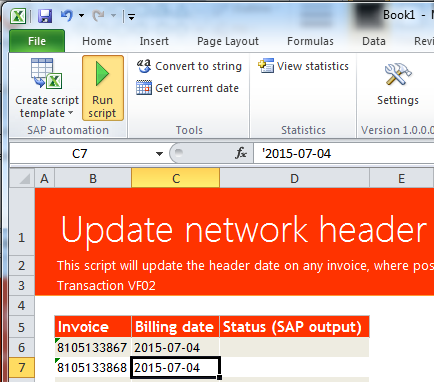 Book1 -
File Home Insert Page Layout Formulas Data
Create script template
Run script
SAP automation
Convert to string
Get current date
Tools
View statistics
Statistics
Settings
Version 1.0.0.
C7 fx '2015-07-04
A B C D E
1 Update network header
2 This script will update the header date on any invoice, where pos
3 Transaction VF02
4
5 Invoice Billing date Status (SAP output)
6 8105133867 2015-07-04
7 8105133868 2015-07-04